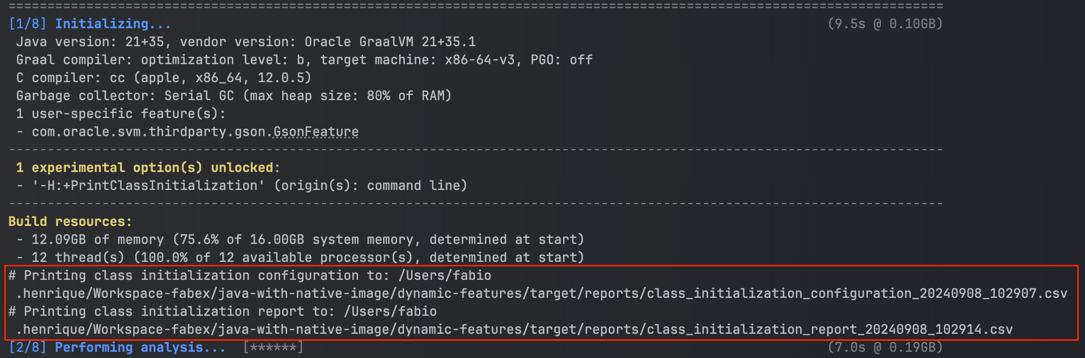 [1/8] Initializing... (9.5s @ 0.10GB)
Java version: 21+35, vendor version: Oracle GraalVM 21+35.1
Graal compiler: optimization level: b, target machine: x86-64-v3, PGO: off
C compiler: cc (apple, x86_64, 12.0.5)
Garbage collector: Serial GC (max heap size: 80% of RAM)
1 user-specific feature(s):
- com.oracle.svm.thirdparty.gson.GsonFeature
1 experimental option(s) unlocked:
- '-H:+PrintClassInitialization' (origin(s): command line)
Build resources:
- 12.09GB of memory (75.6% of 16.00GB system memory, determined at start)
- 12 thread(s) (100.0% of 12 available processor(s), determined at start)
# Printing class initialization configuration to: /Users/fabio
.henrique/Workspace-fabex/java-with-native-image/dynamic-features/target/reports/class_initialization_configuration_20240908_102907.csv
# Printing class initialization report to: /Users/fabio
.henrique/Workspace-fabex/java-with-native-image/dynamic-features/target/reports/class_initialization_report_20240908_102914.csv
[2/8] Performing analysis... [******] (7.0s @ 0.19GB)